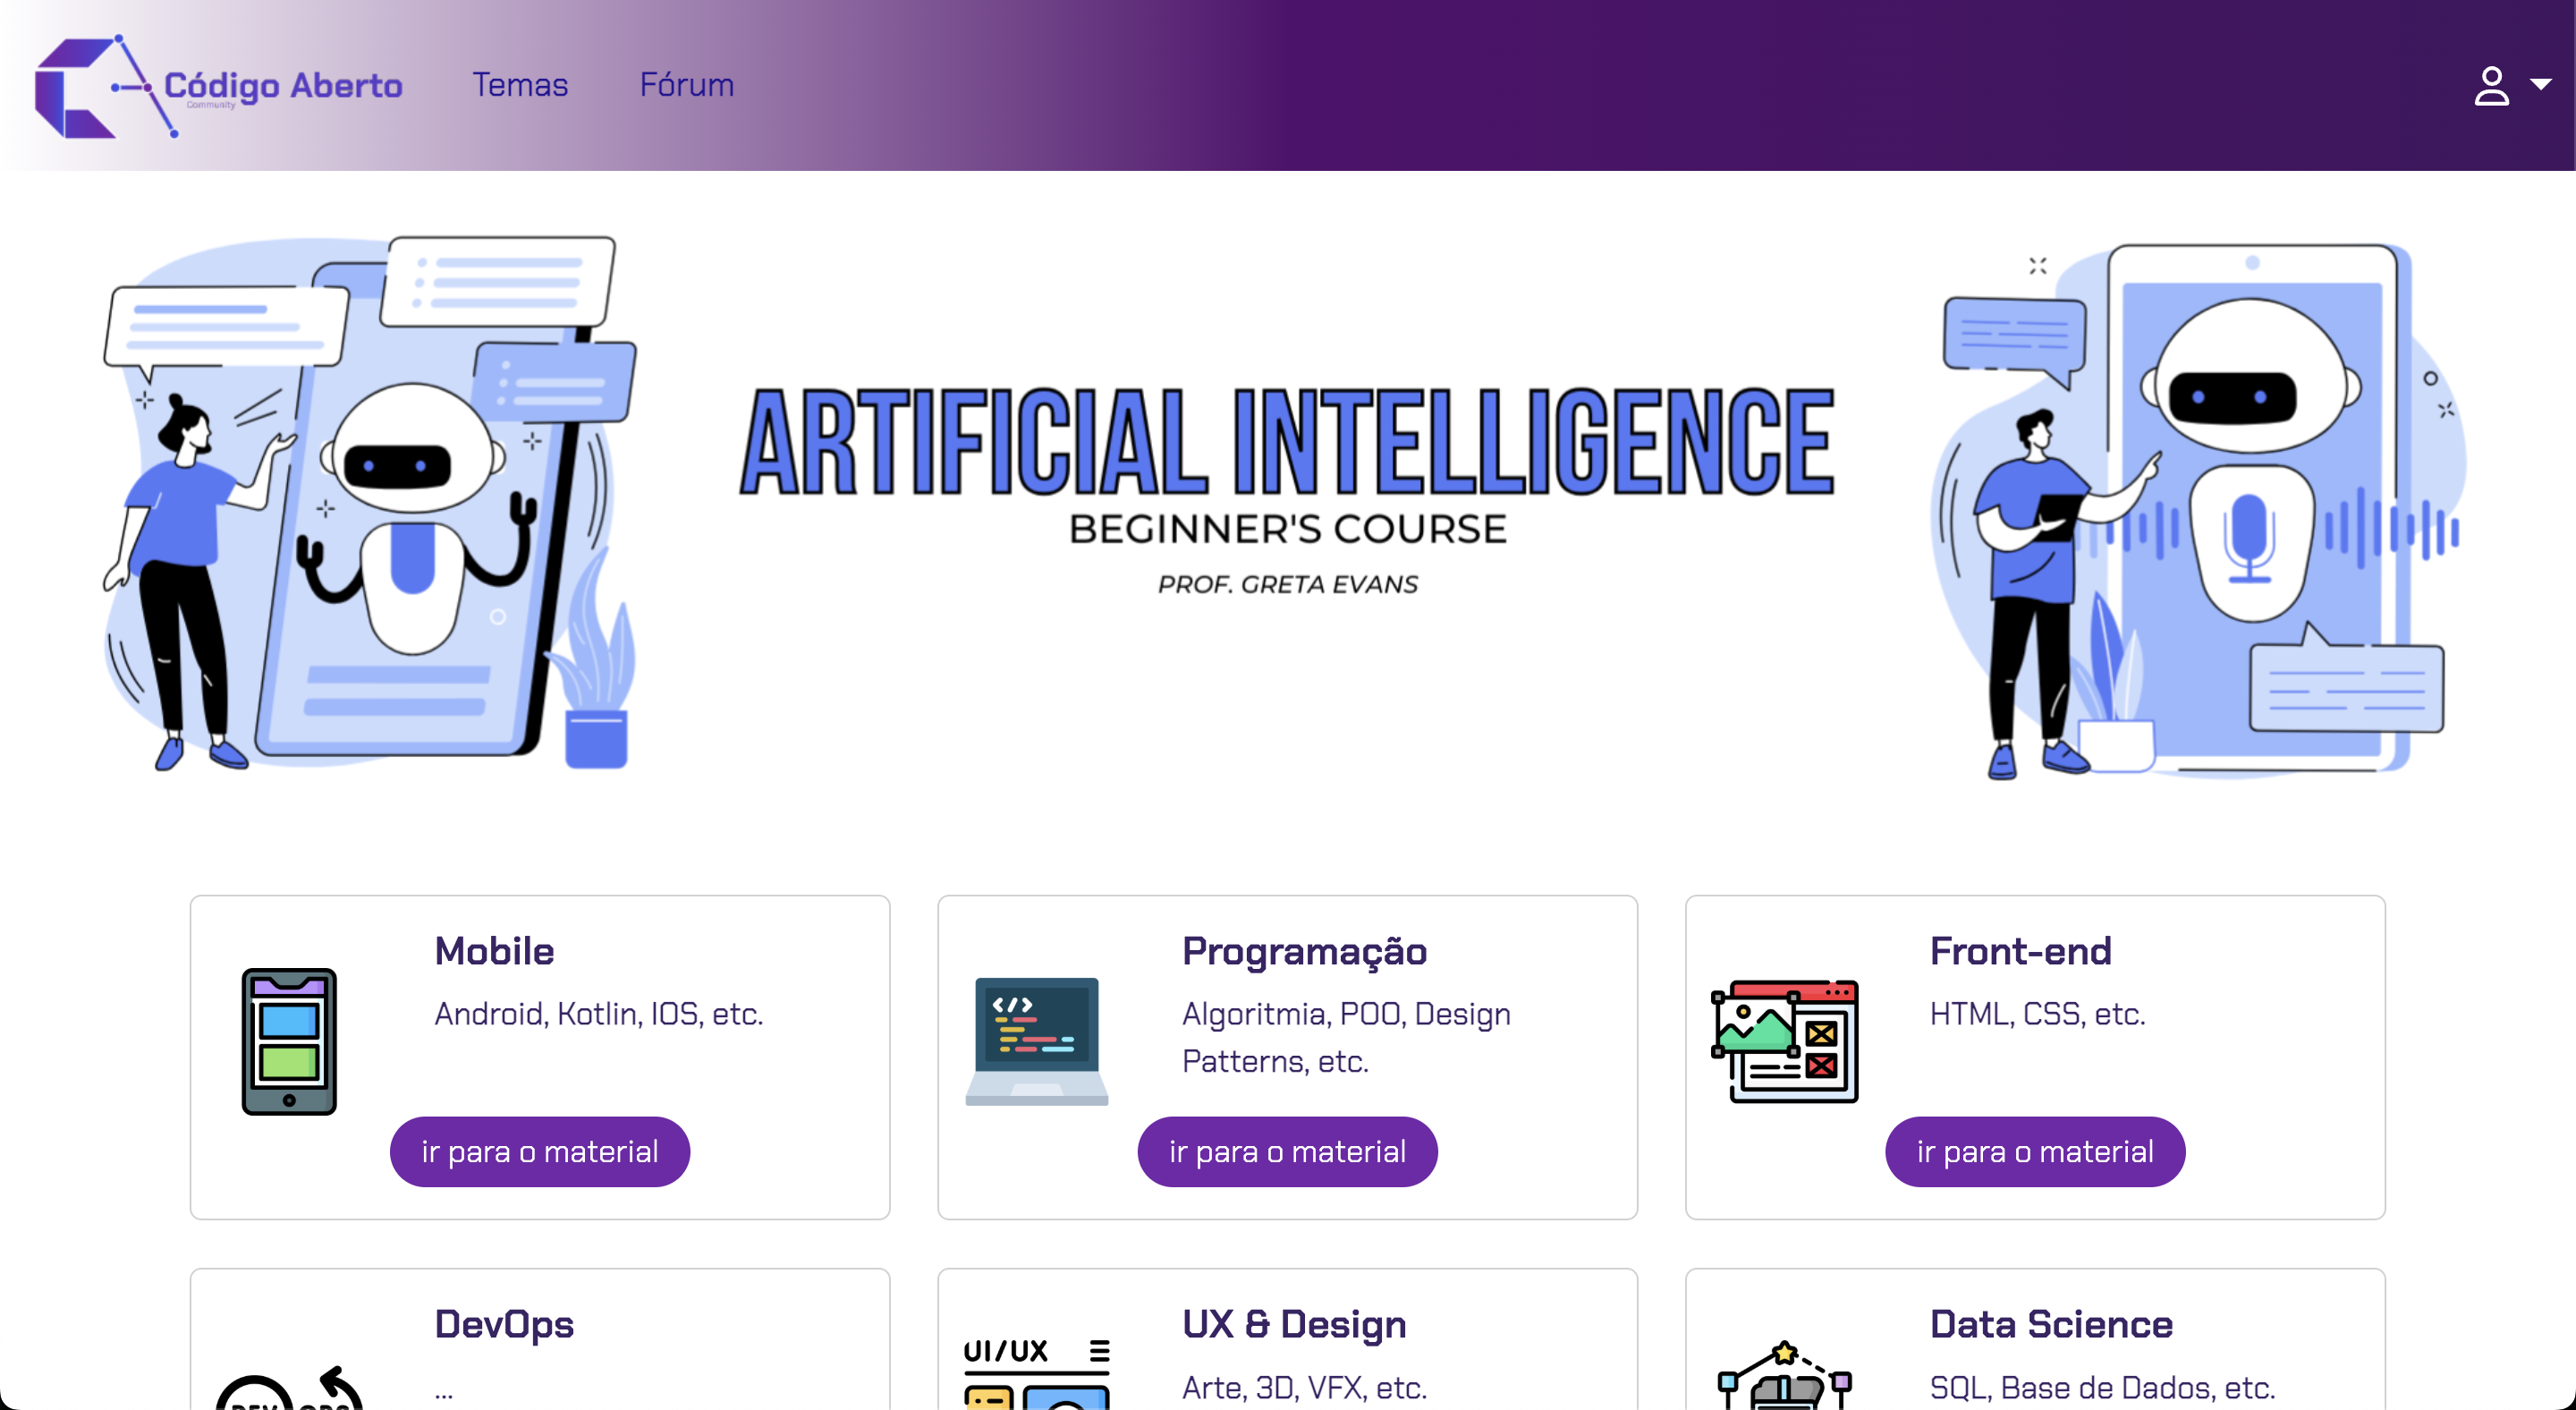 Código Aberto
Community
Temas
Fórum
ARTIFICIAL INTELLIGENCE
BEGINNER'S COURSE
PROF. GRETA EVANS
Mobile
Android, Kotlin, IOS, etc.
ir para o material
Programação
</>
Algoritmia, POO, Design
Patterns, etc.
ir para o material
Front-end
HTML, CSS, etc.
ir para o material
DevOps
...
DEV OPS
UX & Design
UI/UX
Arte, 3D, VFX, etc.
Data Science
SQL, Base de Dados, etc.